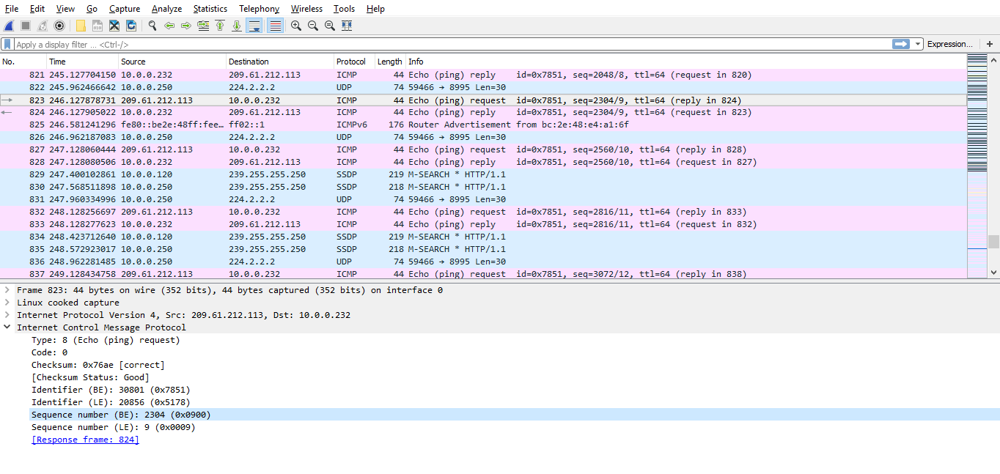 File Edit View Go Capture Analyze Statistics Telephony Wireless Tools Help
Apply a display filter ... <Ctrl-/> Expression... +
No. Time Source Destination Protocol Length Info
821 245.127704150 10.0.0.232 209.61.212.113 ICMP 44 Echo (ping) reply id=0x7851, seq=2048/8, ttl=64 (request in 820)
822 245.962466642 10.0.0.250 224.2.2.2 UDP 74 59466 → 8995 Len=30
823 246.127878731 209.61.212.113 10.0.0.232 ICMP 44 Echo (ping) request id=0x7851, seq=2304/9, ttl=64 (reply in 824)
824 246.127905022 10.0.0.232 209.61.212.113 ICMP 44 Echo (ping) reply id=0x7851, seq=2304/9, ttl=64 (request in 823)
825 246.581241296 fe80::be2e:48ff:fee… ff02::1 ICMPv6 176 Router Advertisement from bc:2e:48:e4:a1:6f
826 246.962187083 10.0.0.250 224.2.2.2 UDP 74 59466 → 8995 Len=30
827 247.128060444 209.61.212.113 10.0.0.232 ICMP 44 Echo (ping) request id=0x7851, seq=2560/10, ttl=64 (reply in 828)
828 247.128080506 10.0.0.232 209.61.212.113 ICMP 44 Echo (ping) reply id=0x7851, seq=2560/10, ttl=64 (request in 827)
829 247.400102861 10.0.0.120 239.255.255.250 SSDP 219 M-SEARCH * HTTP/1.1
830 247.568511898 10.0.0.250 239.255.255.250 SSDP 218 M-SEARCH * HTTP/1.1
831 247.960334996 10.0.0.250 224.2.2.2 UDP 74 59466 → 8995 Len=30
832 248.128256697 209.61.212.113 10.0.0.232 ICMP 44 Echo (ping) request id=0x7851, seq=2816/11, ttl=64 (reply in 833)
833 248.128277623 10.0.0.232 209.61.212.113 ICMP 44 Echo (ping) reply id=0x7851, seq=2816/11, ttl=64 (request in 832)
834 248.423712640 10.0.0.120 239.255.255.250 SSDP 219 M-SEARCH * HTTP/1.1
835 248.572923017 10.0.0.250 239.255.255.250 SSDP 218 M-SEARCH * HTTP/1.1
836 248.962281485 10.0.0.250 224.2.2.2 UDP 74 59466 → 8995 Len=30
837 249.128434758 209.61.212.113 10.0.0.232 ICMP 44 Echo (ping) request id=0x7851, seq=3072/12, ttl=64 (reply in 838)
Frame 823: 44 bytes on wire (352 bits), 44 bytes captured (352 bits) on interface 0
Linux cooked capture
Internet Protocol Version 4, Src: 209.61.212.113, Dst: 10.0.0.232
Internet Control Message Protocol
Type: 8 (Echo (ping) request)
Code: 0
Checksum: 0x76ae [correct]
[Checksum Status: Good]
Identifier (BE): 30801 (0x7851)
Identifier (LE): 20856 (0x5178)
Sequence number (BE): 2304 (0x0900)
Sequence number (LE): 9 (0x0009)
[Response frame: 824]